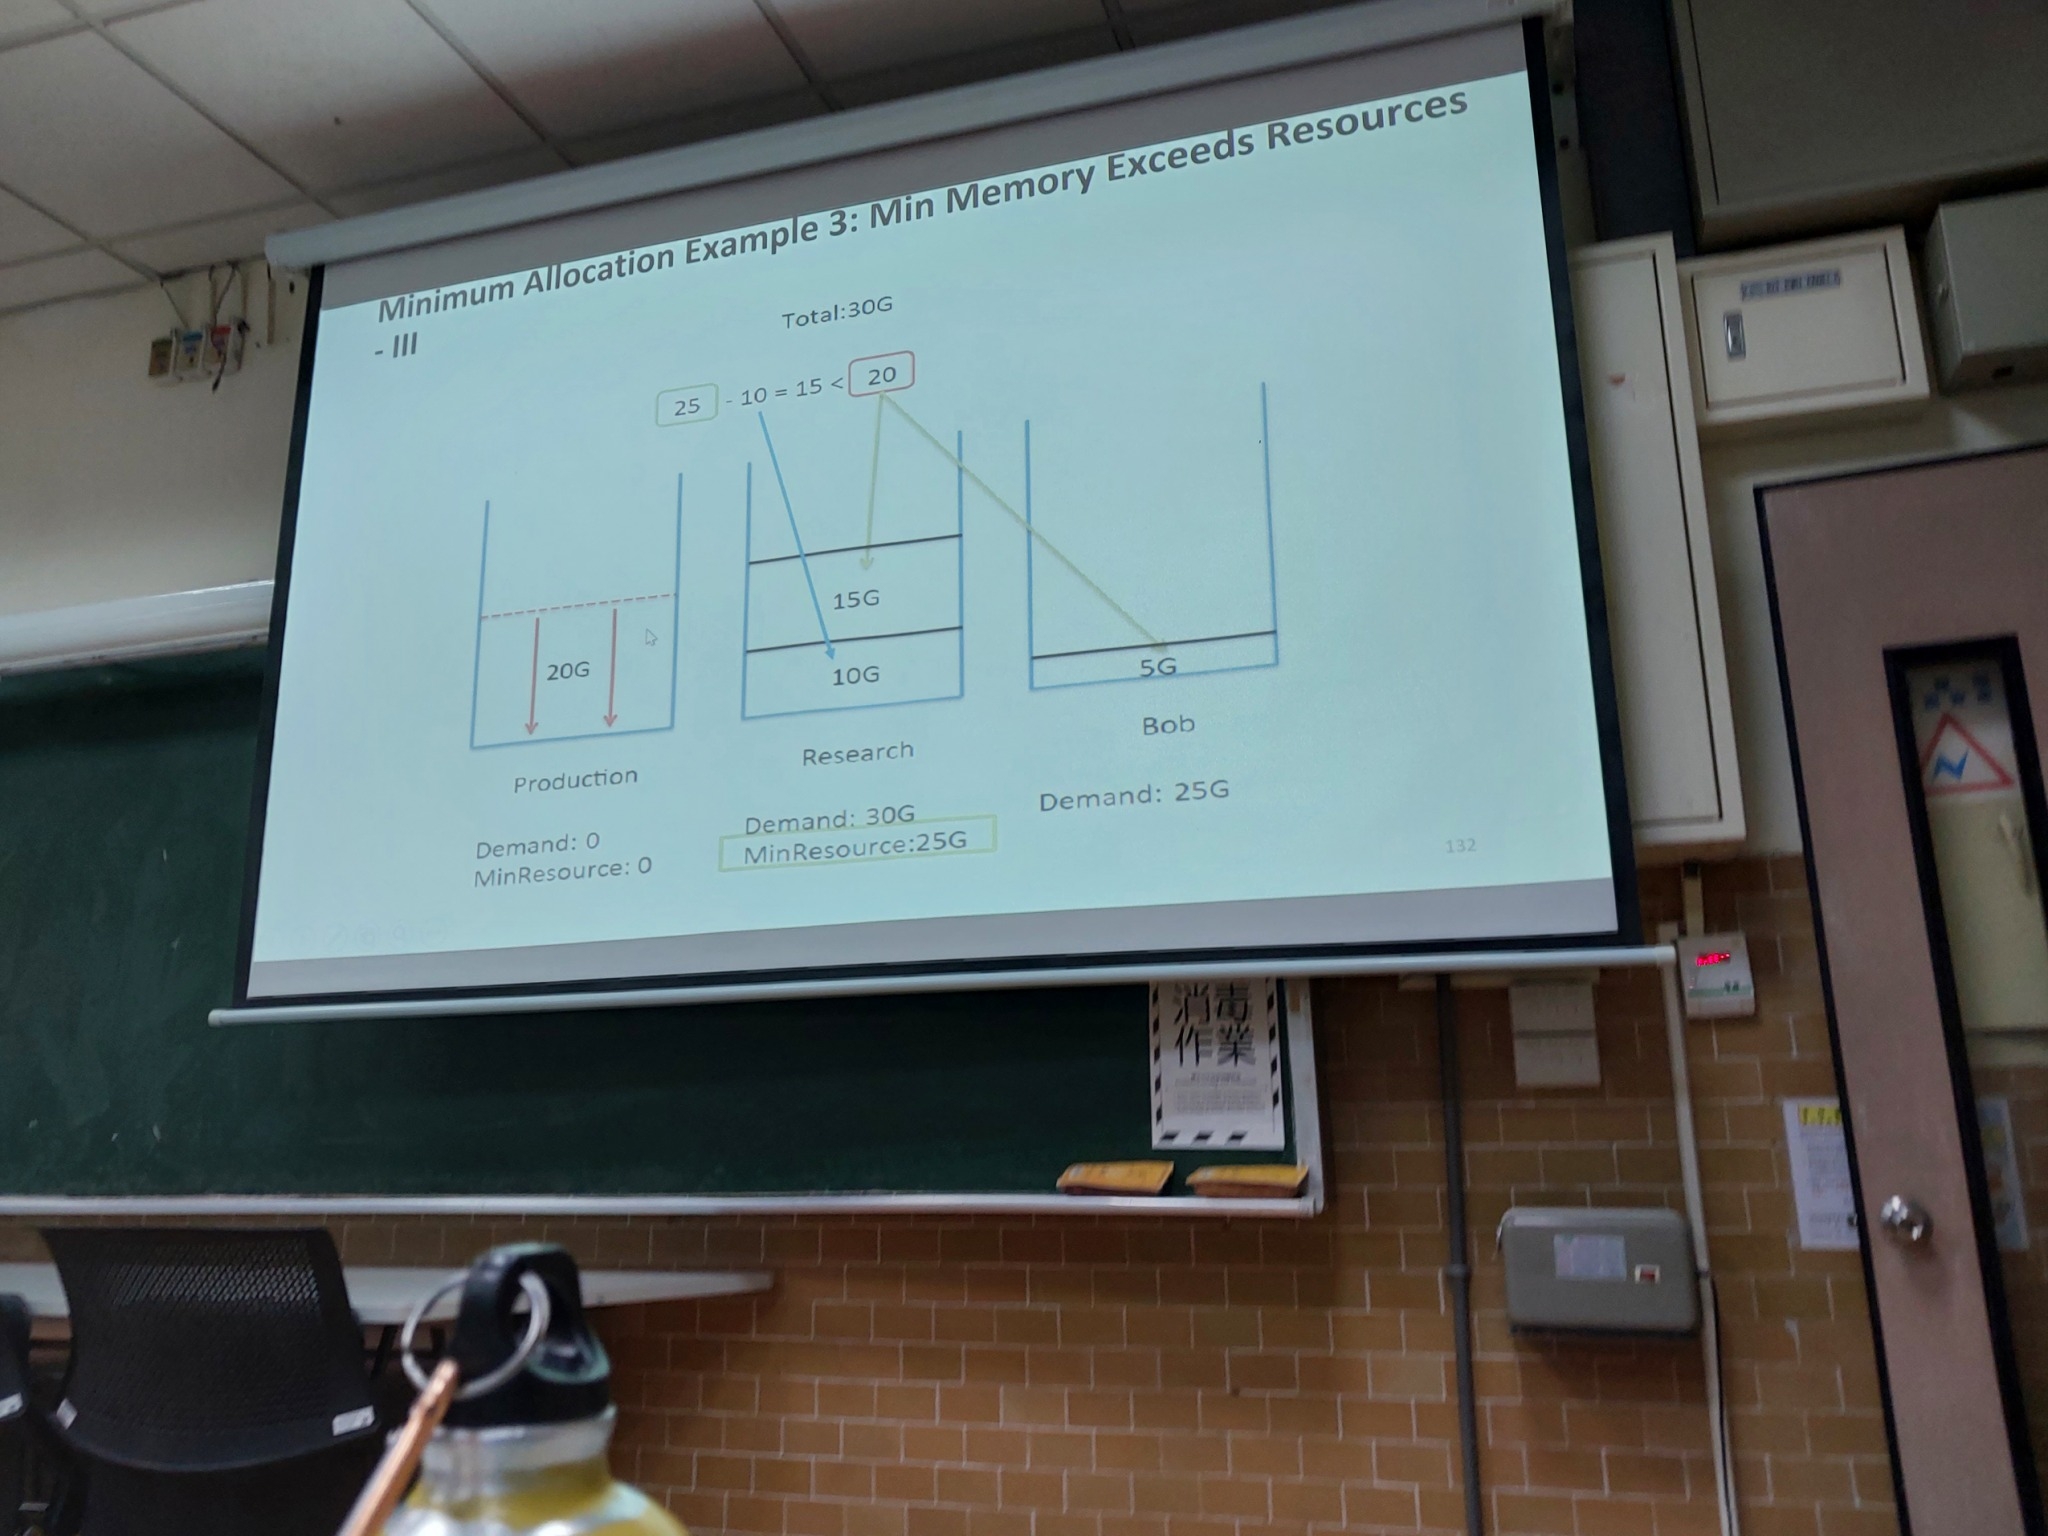 Minimum Allocation Example 3: Min Memory Exceeds Resources
- III
Total:30G
25 - 10 = 15 < 20
20G
15G
10G
5G
Production
Research
Bob
Demand: 0
MinResource: 0
Demand: 30G
MinResource:25G
Demand: 25G
132
消毒
作業